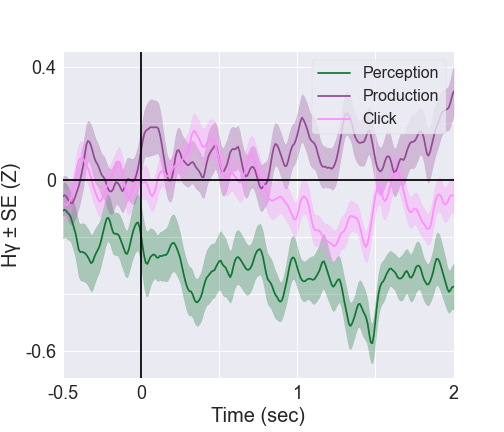 Perception
Production
Click
0.4
0
-0.6
Hγ ± SE (Z)
-0.5
0
1
2
Time (sec)